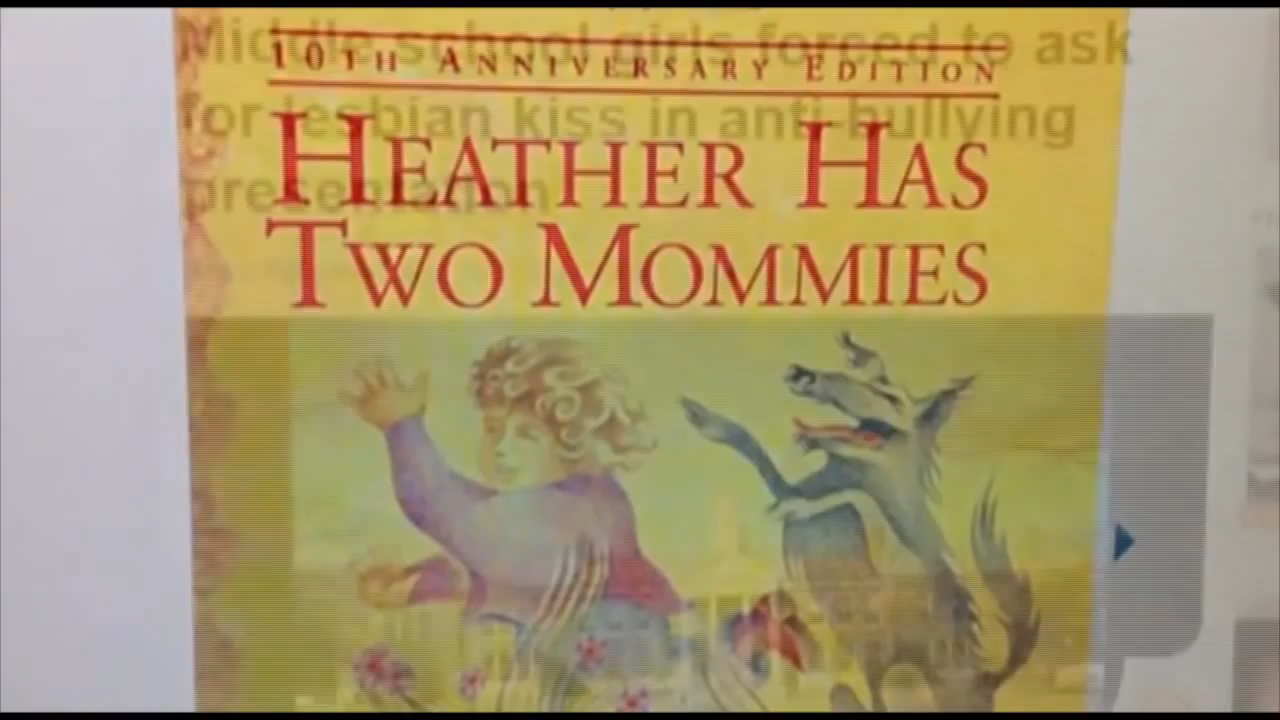 Middle school girls forced to ask
10TH ANNIVERSARY EDITION
for lesbian kiss in anti-bullying
HEATHER HAS
presentation
TWO MOMMIES